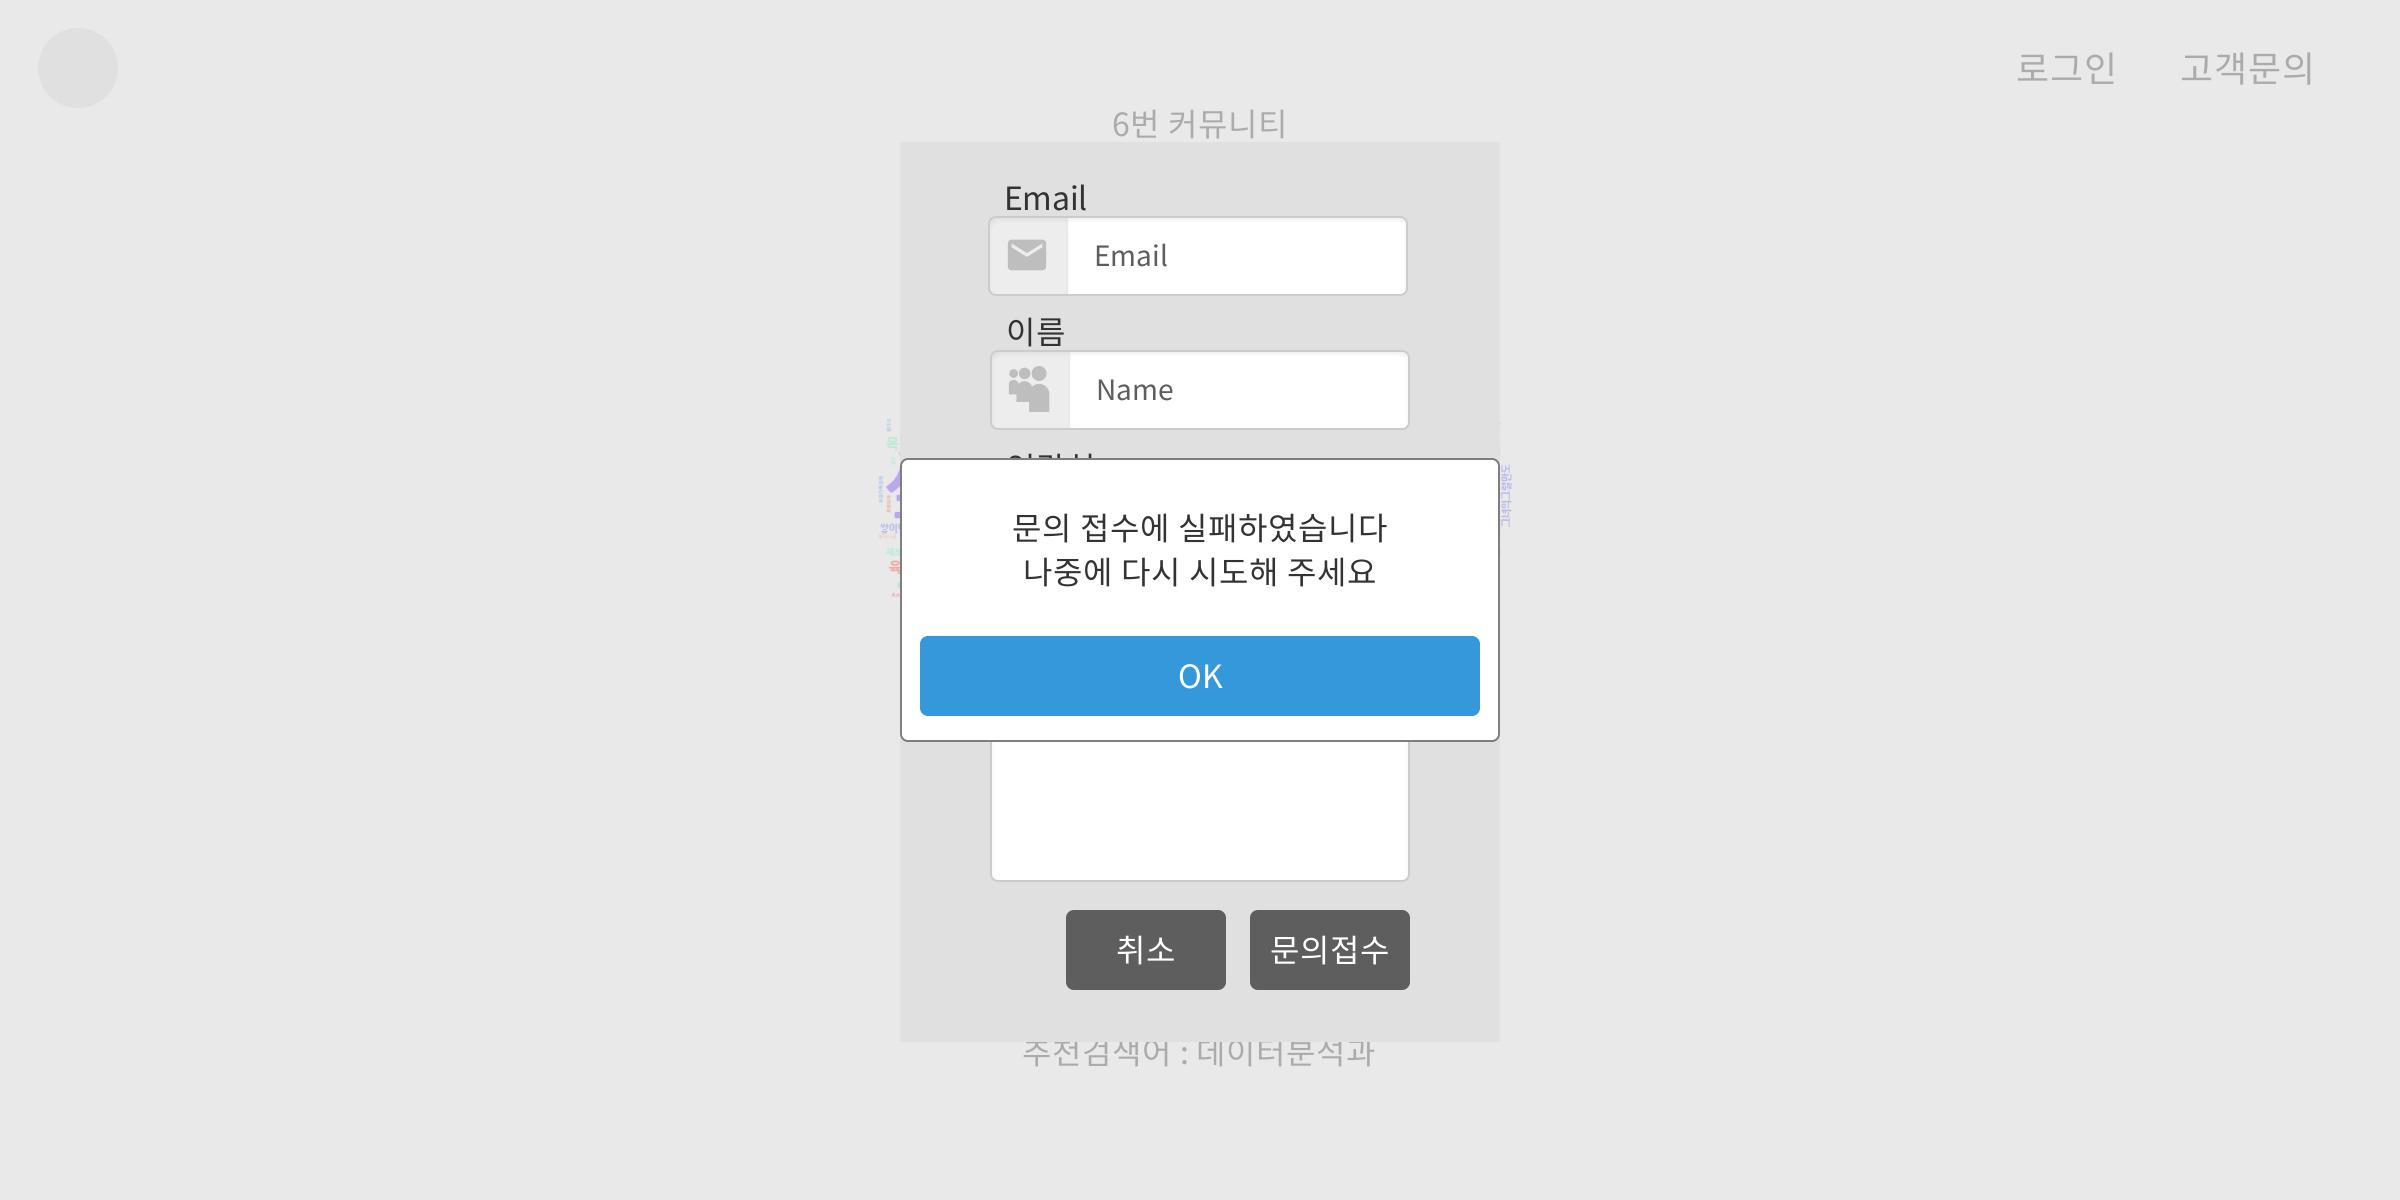 로그인 고객문의
6번 커뮤니티
Email
Email
이름
Name
문의 접수에 실패하였습니다
나중에 다시 시도해 주세요
OK
취소 문의접수
추천검색어 : 데이터분석과